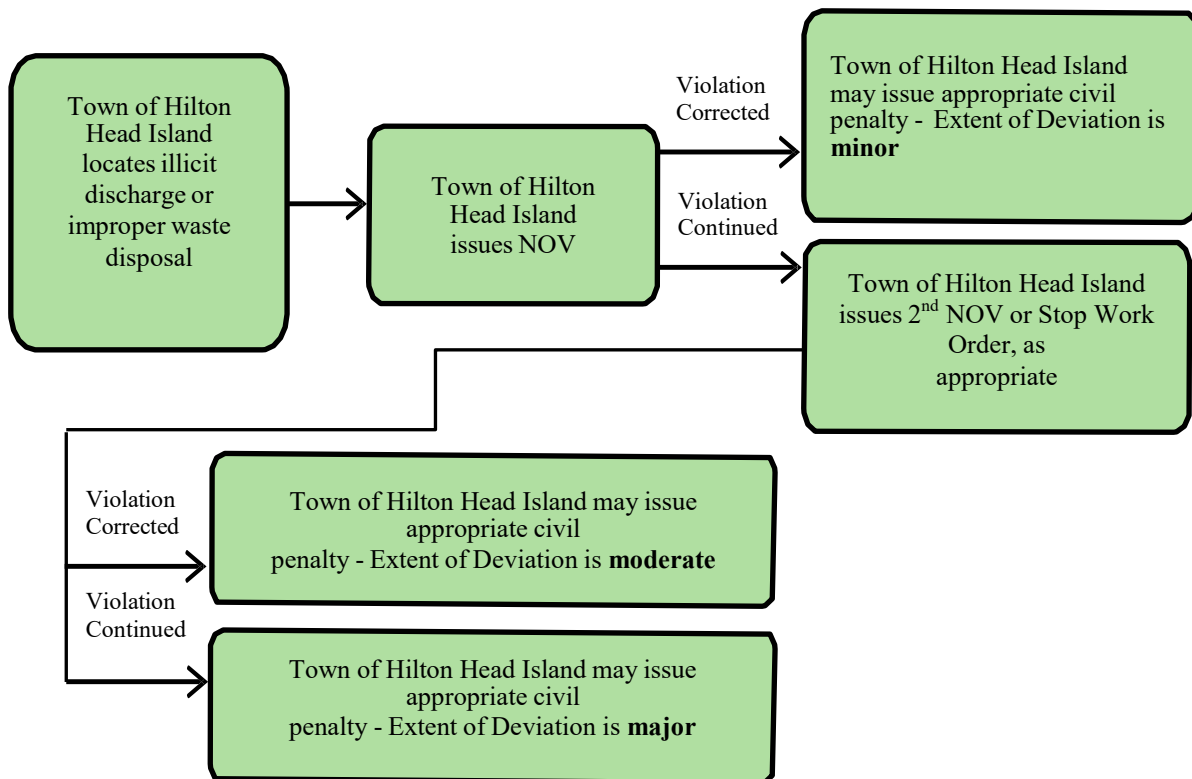 Town of Hilton
Head Island
locates illicit
discharge or
improper waste
disposal
Town of Hilton
Head Island
issues NOV
Violation
Corrected
Town of Hilton Head Island
may issue appropriate civil
penalty - Extent of Deviation is
minor
Violation
Continued
Town of Hilton Head Island
issues 2nd NOV or Stop Work
Order, as
appropriate
Violation
Corrected
Town of Hilton Head Island may issue
appropriate civil
penalty - Extent of Deviation is moderate
Violation
Continued
Town of Hilton Head Island may issue
appropriate civil
penalty - Extent of Deviation is major